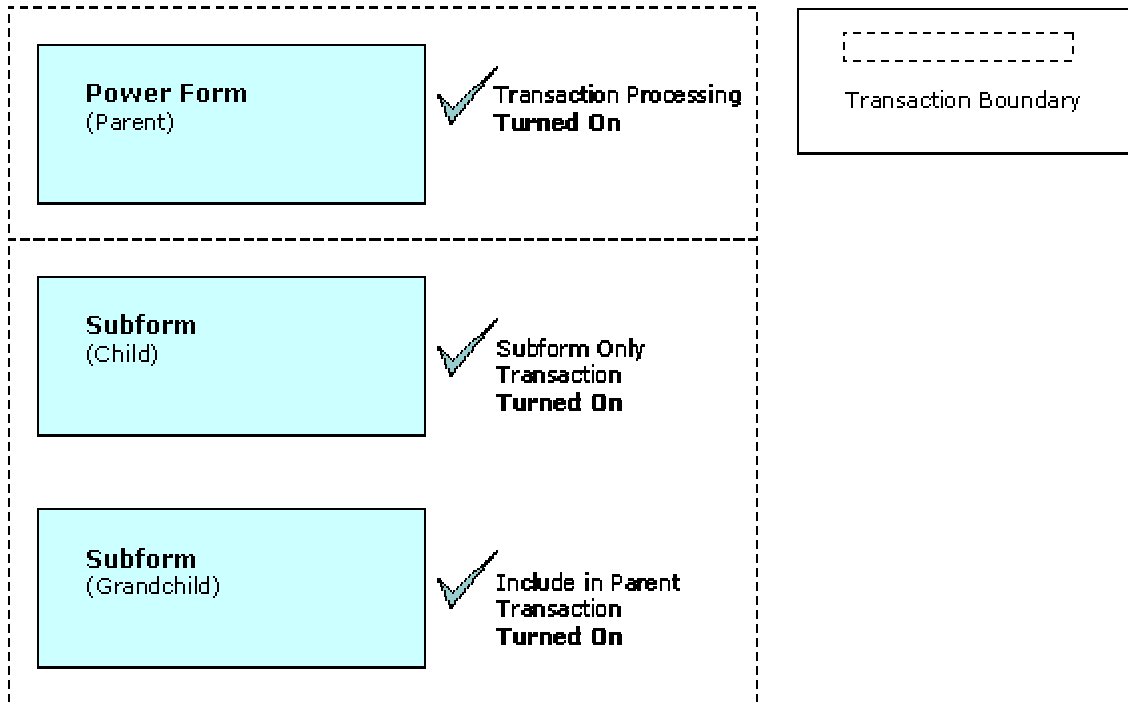 Power Form
(Parent)
Transaction Processing
Turned On
Transaction Boundary
Subform
(Child)
Subform Only
Transaction
Turned On
Subform
(Grandchild)
Include in Parent
Transaction
Turned On